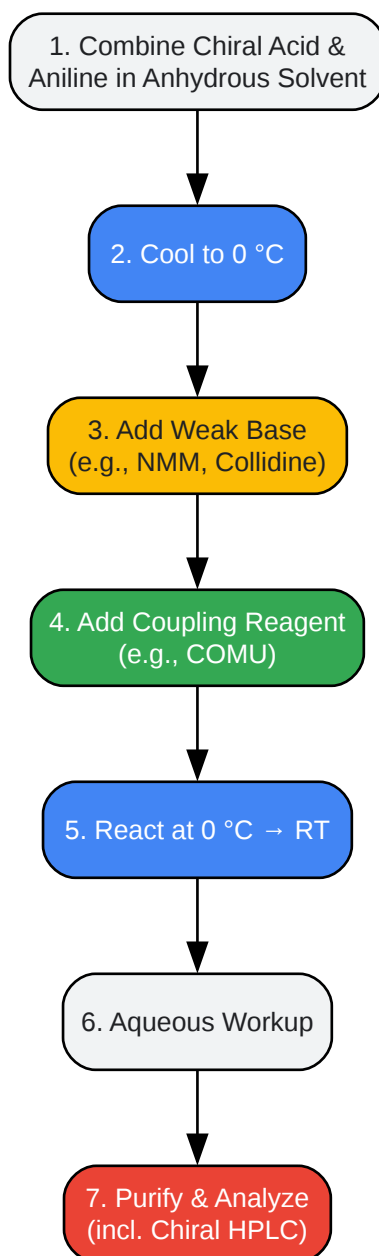 1. Combine Chiral Acid &
Aniline in Anhydrous Solvent
2. Cool to 0 °C
3. Add Weak Base
(e.g., NMM, Collidine)
4. Add Coupling Reagent
(e.g., COMU)
5. React at 0 °C → RT
6. Aqueous Workup
7. Purify & Analyze
(incl. Chiral HPLC)